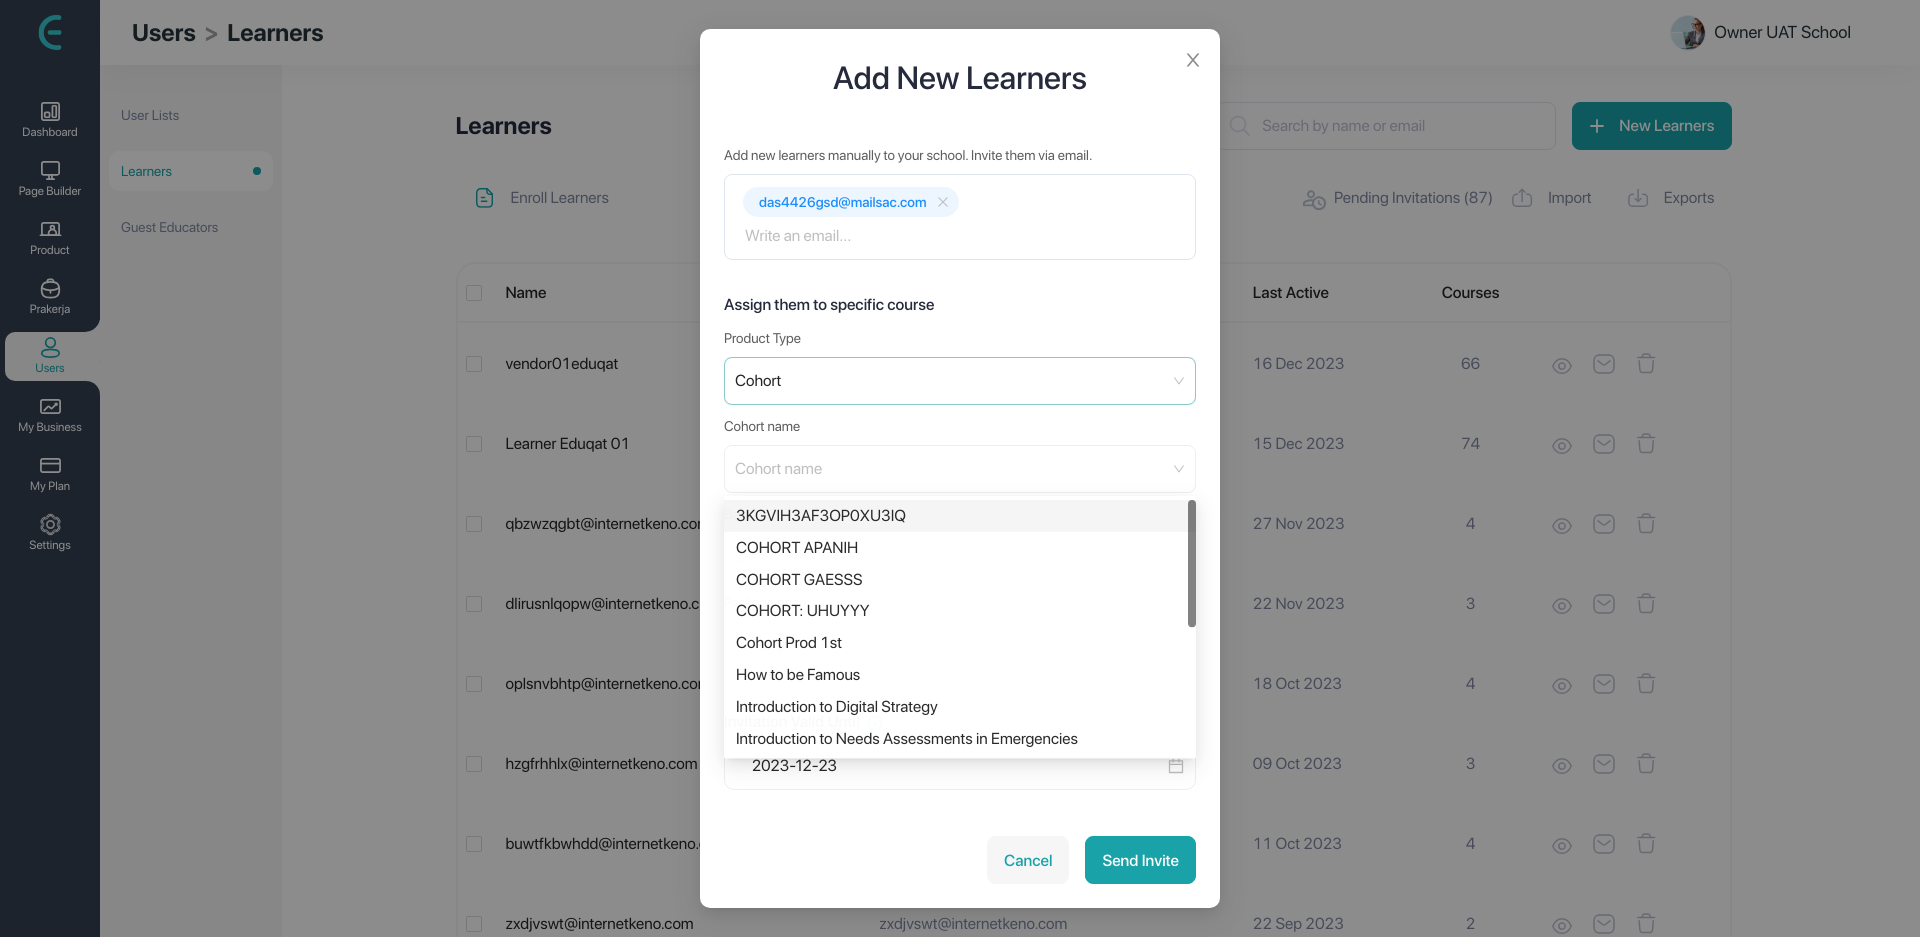 Users > Learners
Owner UAT School
Dashboard
Page Builder
Product
Prakerja
Users
My Business
My Plan
Settings
User Lists
Learners
Guest Educators
Learners
Search by name or email
New Learners
Enroll Learners
Pending Invitations (87)
Import
Exports
Name
Last Active
Courses
vendor01eduqat
16 Dec 2023
66
Learner Eduqat 01
15 Dec 2023
74
qbzwzqgbt@internetkeno.co
27 Nov 2023
4
dlirusnlqopw@internetkeno.c
22 Nov 2023
3
oplsnvbhtp@internetkeno.co
18 Oct 2023
4
hzgfrhhlx@internetkeno.com
09 Oct 2023
3
buwtfkbwhdd@internetkeno.
11 Oct 2023
4
zxdjvswt@internetkeno.com
zxdjvswt@internetkeno.com
22 Sep 2023
2
Add New Learners
Add new learners manually to your school. Invite them via email.
das4426gsd@mailsac.com
Write an email...
Assign them to specific course
Product Type
Cohort
Cohort name
Cohort name
3KGVIH3AF3OP0XU3IQ
COHORT APANIH
COHORT GAESSS
COHORT: UHUYYY
Cohort Prod 1st
How to be Famous
Introduction to Digital Strategy
Introduction to Needs Assessments in Emergencies
2023-12-23
Cancel
Send Invite